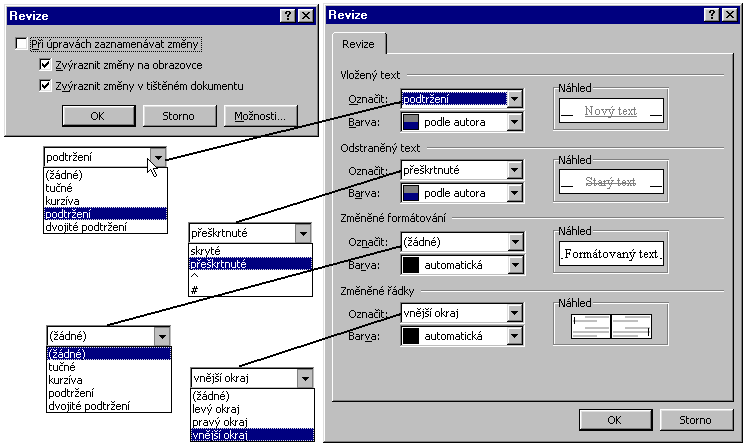 Revize
Při úpravách zaznamenávat změny
Zvýraznit změny na obrazovce
Zvýraznit změny v tištěném dokumentu
OK Storno Možnosti...
podtržení
(žádné)
tučné
kurzíva
podtržení
dvojité podtržení
přeškrtnuté
skryté
přeškrtnuté
^
#
(žádné)
(žádné)
tučné
kurzíva
podtržení
dvojité podtržení
vnější okraj
(žádné)
levý okraj
pravý okraj
vnější okraj
Revize
Revize
Vložený text
Označit: podtržení
Barva: podle autora
Náhled
Nový text
Odstraněný text
Označit: přeškrtnuté
Barva: podle autora
Náhled
Starý text
Změněné formátování
Označit: (žádné)
Barva: automatická
Náhled
Formátovaný text
Změněné řádky
Označit: vnější okraj
Barva: automatická
Náhled
OK Storno